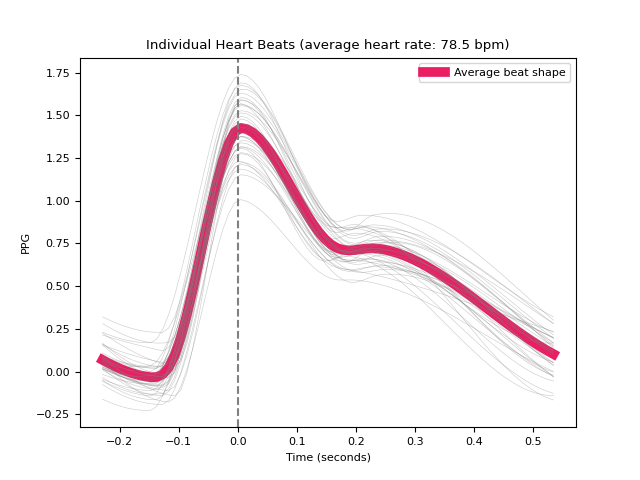 Individual Heart Beats (average heart rate: 78.5 bpm)
Average beat shape
PPG
1.75
1.50
1.25
1.00
0.75
0.50
0.25
0.00
−0.25
−0.2 −0.1 0.0 0.1 0.2 0.3 0.4 0.5
Time (seconds)